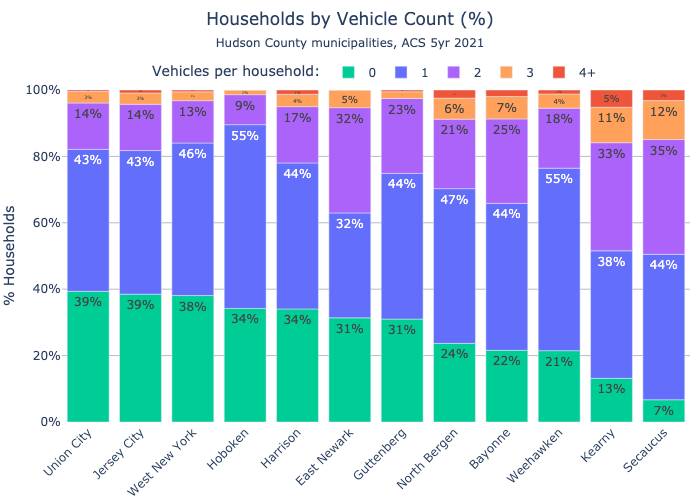 Households by Vehicle Count (%)
Hudson County municipalities, ACS 5yr 2021
Vehicles per household: 0 1 2 3 4+
% Households
100%
80%
60%
40%
20%
0%
3% 3% 4% 5% 6% 7% 4% 5%
14% 14% 13% 9% 17% 32% 23% 21% 25% 18% 11% 12%
33% 35%
43% 43% 46% 55% 44% 32% 44% 47% 44% 55% 38% 44%
39% 39% 38% 34% 34% 31% 31% 24% 22% 21% 13% 7%
Union City
Jersey City
West New York
Hoboken
Harrison
East Newark
Guttenberg
North Bergen
Bayonne
Weehawken
Kearny
Secaucus